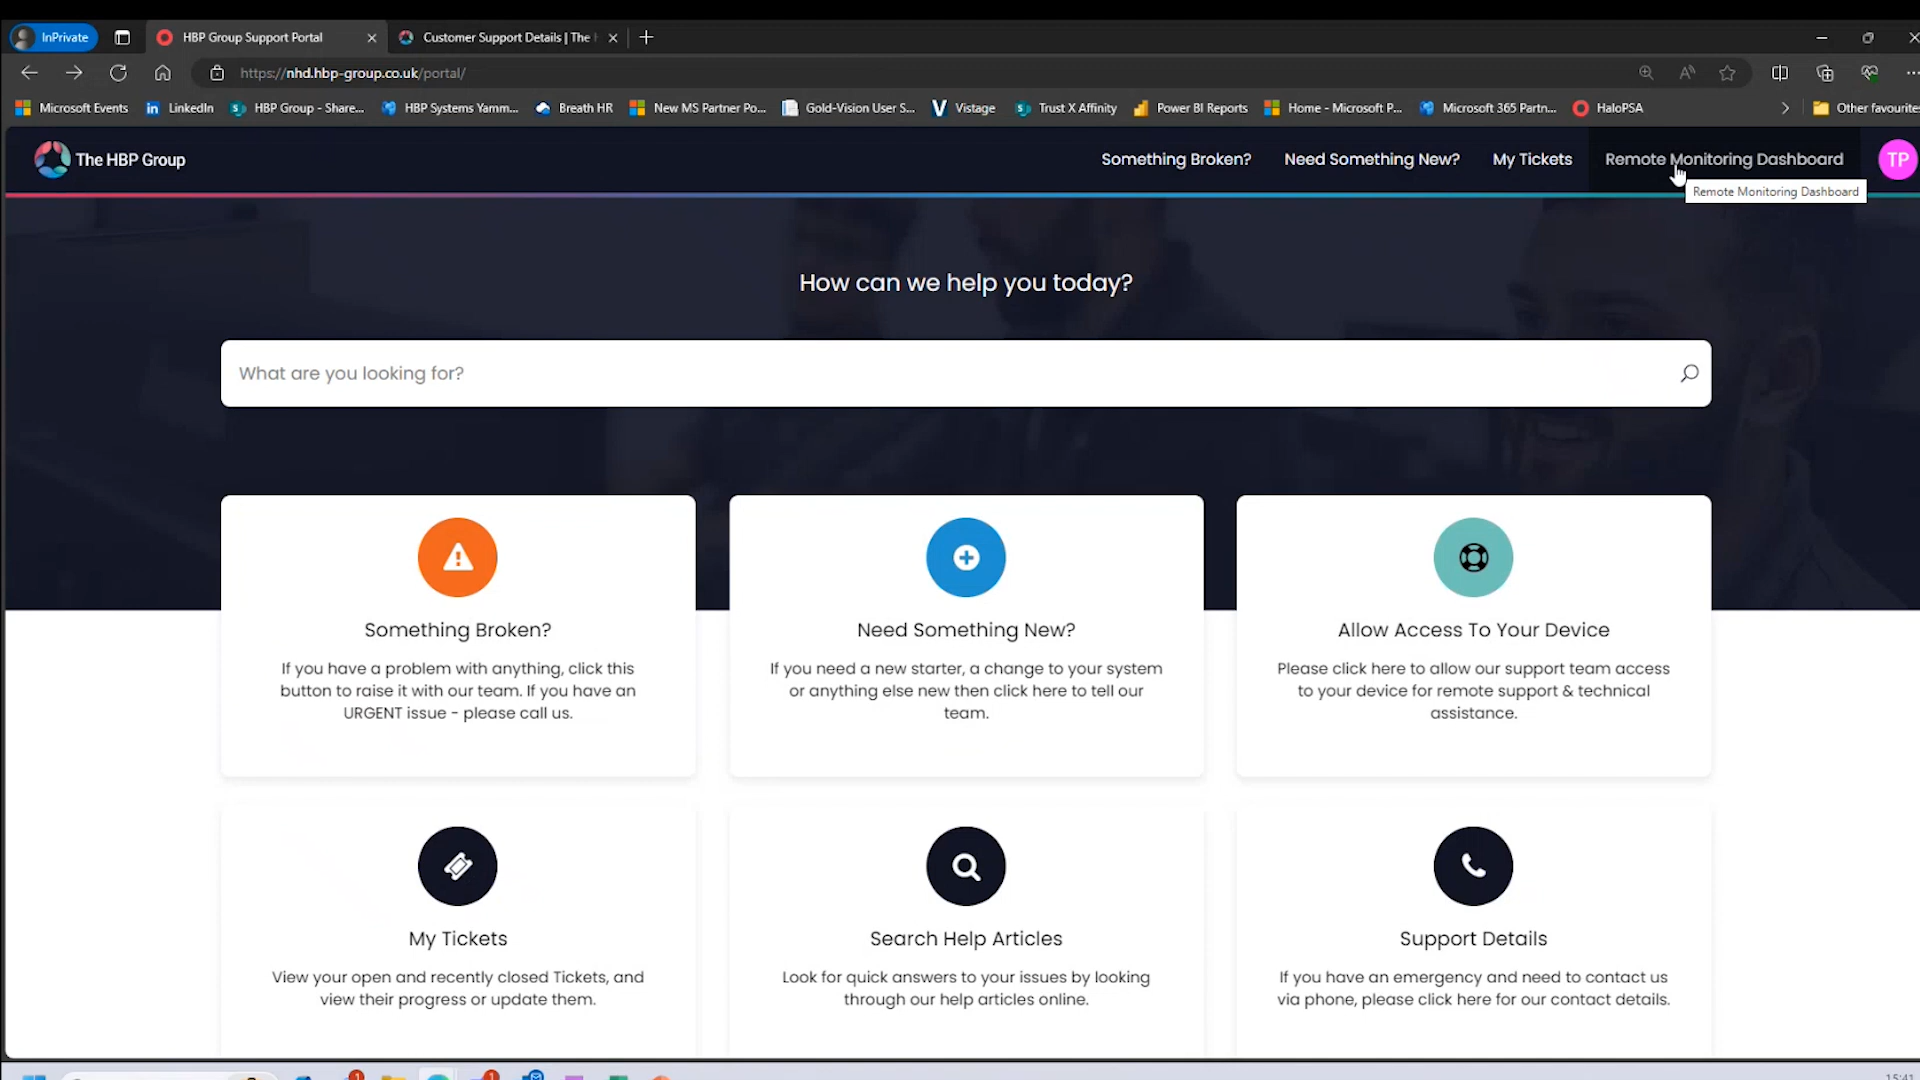 InPrivate
HBP Group Support Portal
Customer Support Details | The
https://nhd.hbp-group.co.uk/portal/
Microsoft Events
LinkedIn
HBP Group - Share...
HBP Systems Yamm...
Breath HR
New MS Partner Po...
Gold-Vision User S...
Vistage
Trust X Affinity
Power BI Reports
Home - Microsoft P...
Microsoft 365 Partn...
HaloPSA
Other favourites
The HBP Group
Something Broken?
Need Something New?
My Tickets
Remote Monitoring Dashboard
TP
Remote Monitoring Dashboard
How can we help you today?
What are you looking for?
Something Broken?
If you have a problem with anything, click this
button to raise it with our team. If you have an
URGENT issue - please call us.
Need Something New?
If you need a new starter, a change to your system
or anything else new then click here to tell our
team.
Allow Access To Your Device
Please click here to allow our support team access
to your device for remote support & technical
assistance.
My Tickets
View your open and recently closed Tickets, and
view their progress or update them.
Search Help Articles
Look for quick answers to your issues by looking
through our help articles online.
Support Details
If you have an emergency and need to contact us
via phone, please click here for our contact details.
1
1
15:41